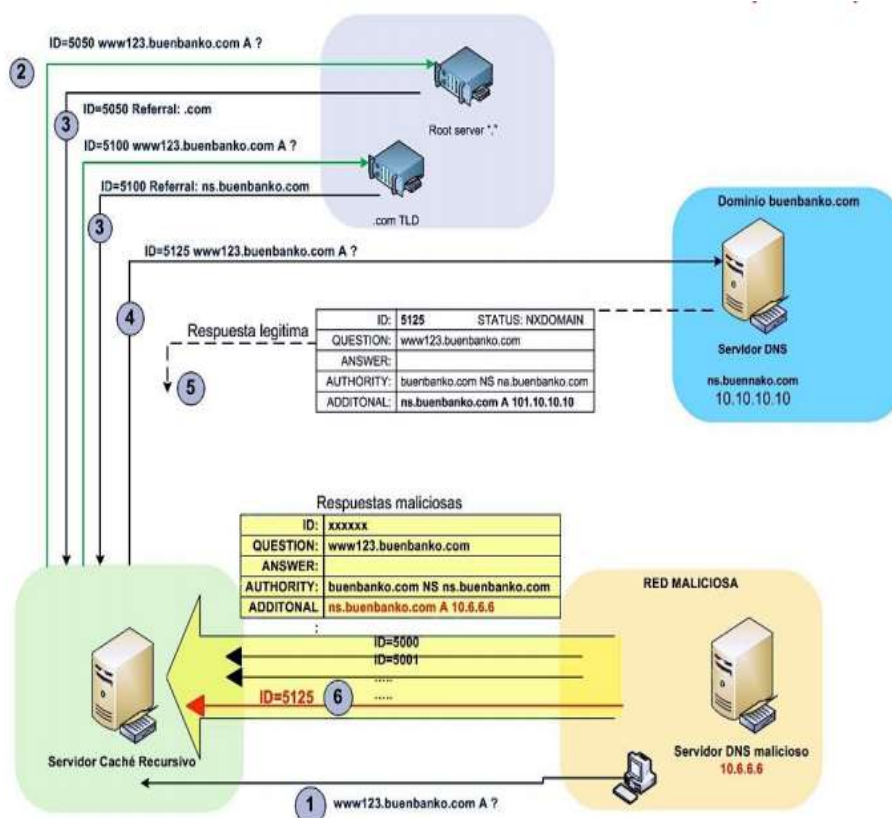 ID=5050 www123.buenbanko.com A ?
2
ID=5050 Referral: .com
3
Root server "."
ID=5100 www123.buenbanko.com A ?
ID=5100 Referral: ns.buenbanko.com
3
.com TLD
Dominio buenbanko.com
ID=5125 www123.buenbanko.com A ?
4
Respuesta legitima
ID: 5125 STATUS: NXDOMAIN
QUESTION: www123.buenbanko.com
ANSWER:
AUTHORITY: buenbanko.com NS na.buenbanko.com
ADDITONAL: ns.buenbanko.com A 101.10.10.10
5
Servidor DNS
ns.buennako.com
10.10.10.10
Respuestas maliciosas
ID: xxxxxx
QUESTION: www123.buenbanko.com
ANSWER:
AUTHORITY: buenbanko.com NS ns.buenbanko.com
ADDITONAL ns.buenbanko.com A 10.6.6.6
:
RED MALICIOSA
ID=5000
ID=5001
.....
.....
ID=5125
6
Servidor Caché Recursivo
Servidor DNS malicioso
10.6.6.6
1
www123.buenbanko.com A ?